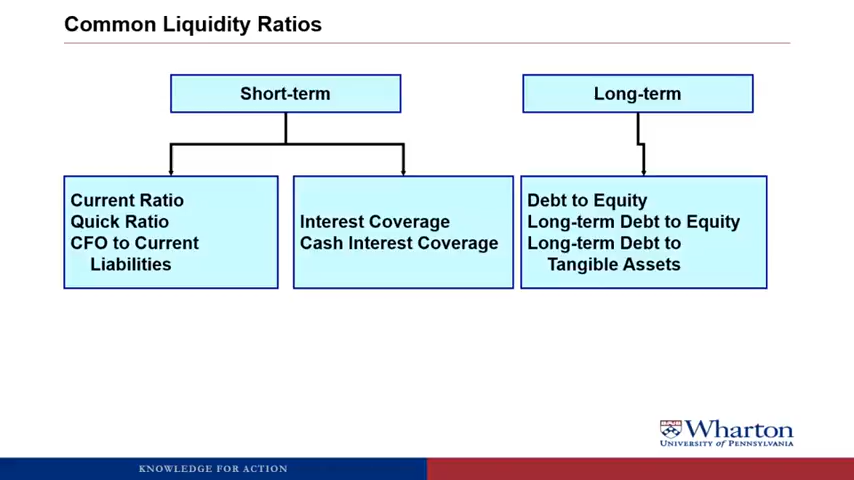 Common Liquidity Ratios
Short-term
Long-term
Current Ratio
Quick Ratio
CFO to Current
Liabilities
Interest Coverage
Cash Interest Coverage
Debt to Equity
Long-term Debt to Equity
Long-term Debt to
Tangible Assets
Wharton
UNIVERSITY OF PENNSYLVANIA
KNOWLEDGE FOR ACTION